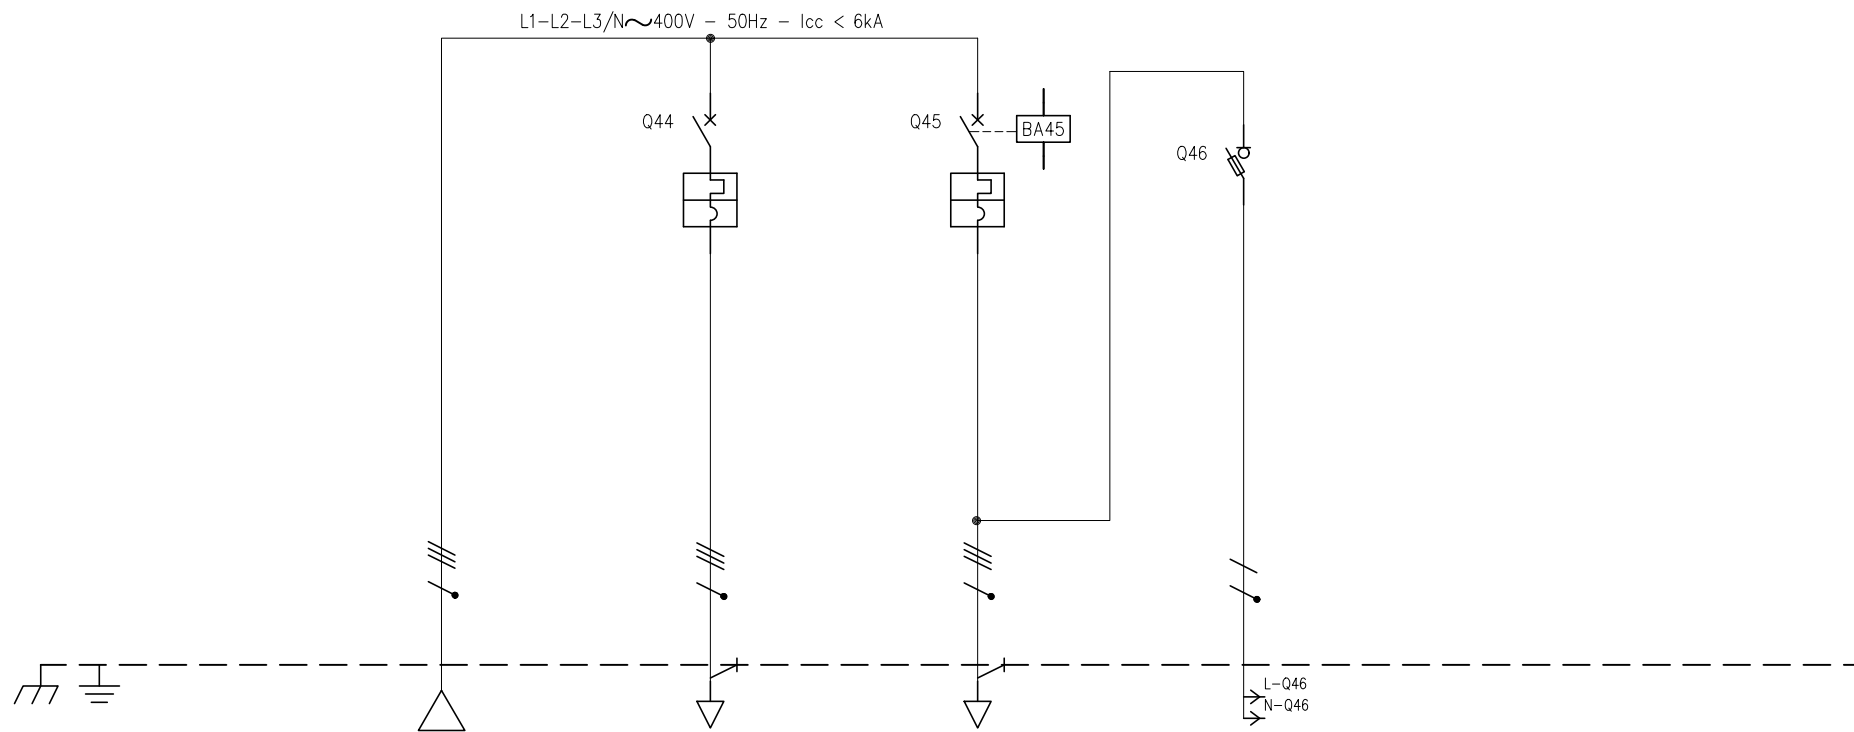 L1-L2-L3/N～400V - 50Hz - Icc < 6kA
Q44
Q45
BA45
Q46
L-Q46
N-Q46